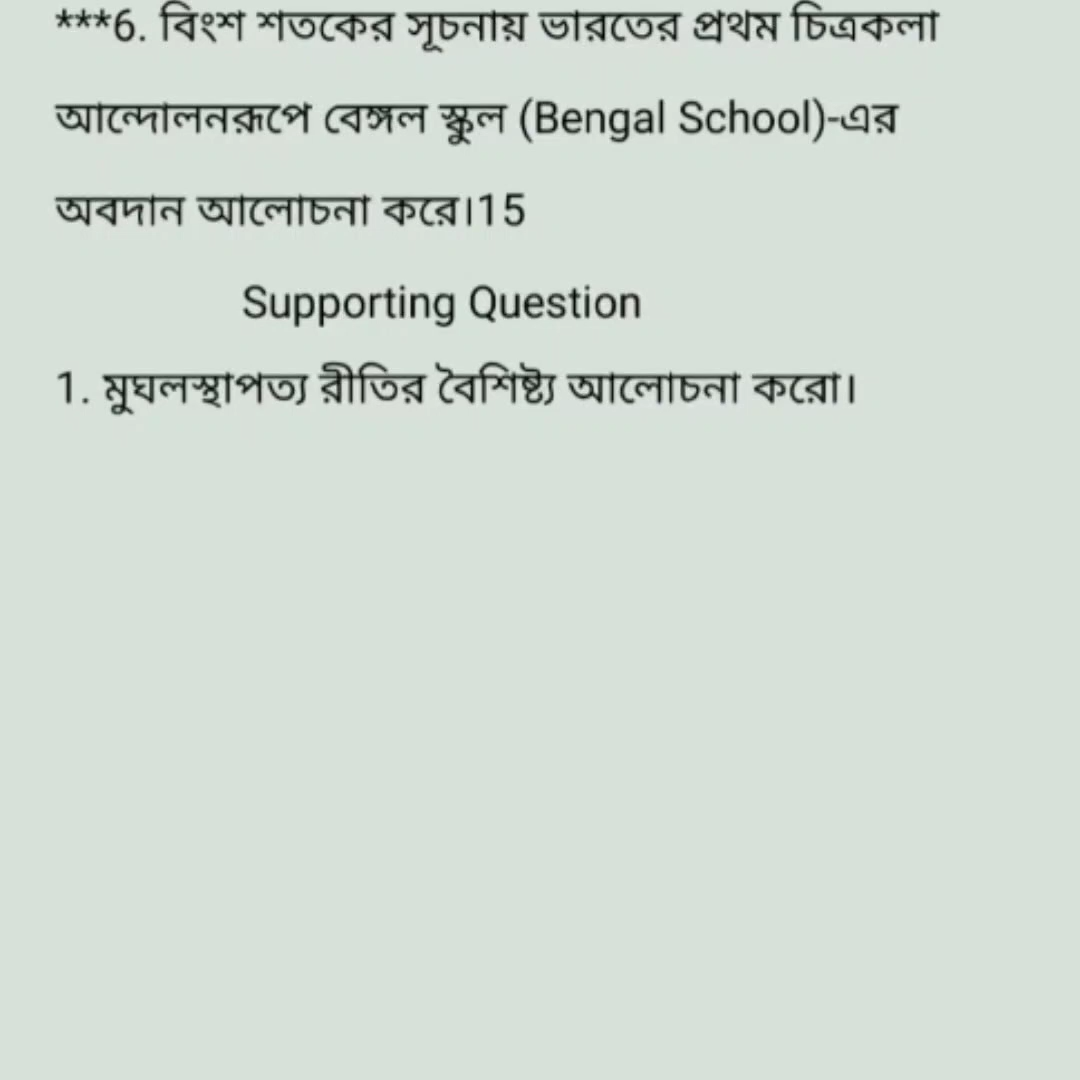 ***6. বিংশ শতকের সূচনায় ভারতের প্রথম চিত্রকলা
আন্দোলনরূপে বেঙ্গল স্কুল (Bengal School)-এর
অবদান আলোচনা করে।15
Supporting Question
1. মুঘলস্থাপত্য রীতির বৈশিষ্ট্য আলোচনা করো।